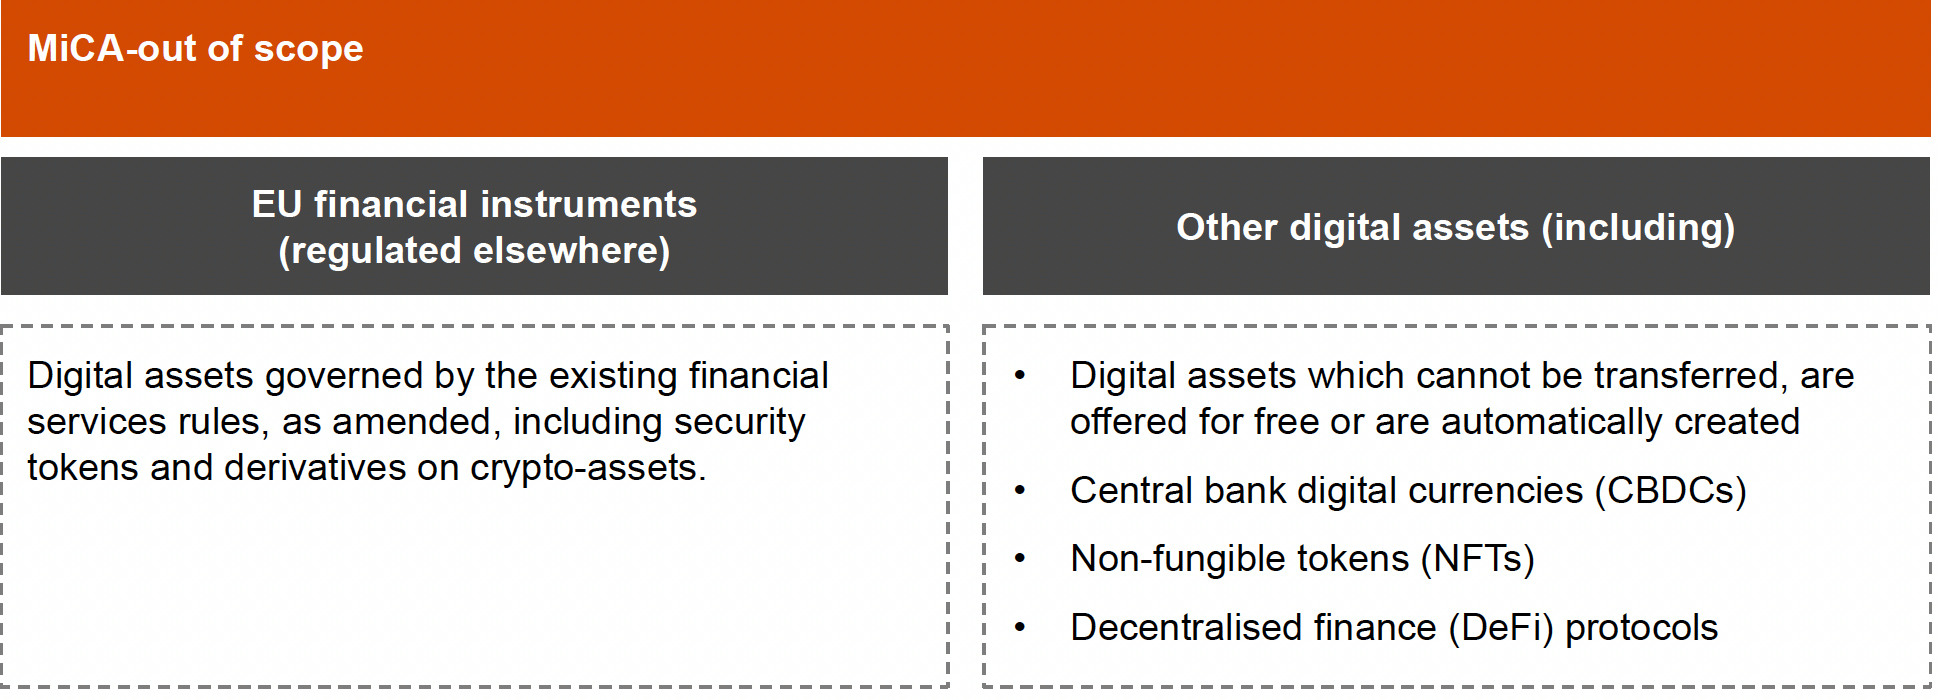 MiCA-out of scope
EU financial instruments
(regulated elsewhere)
Other digital assets (including)
Digital assets governed by the existing financial
services rules, as amended, including security
tokens and derivatives on crypto-assets.
• Digital assets which cannot be transferred, are
offered for free or are automatically created
• Central bank digital currencies (CBDCs)
• Non-fungible tokens (NFTs)
• Decentralised finance (DeFi) protocols